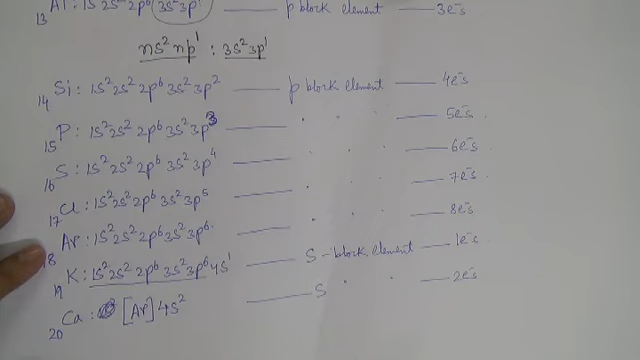 13 Al : 1s² 2s² 2p⁶ 3s² 3p¹ —— p block element —— 3e⁻s
ns² np¹ : 3s² 3p¹
14 Si : 1s² 2s² 2p⁶ 3s² 3p² —— p block element —— 4e⁻s
15 P : 1s² 2s² 2p⁶ 3s² 3p³ —— " " —— 5e⁻s
16 S : 1s² 2s² 2p⁶ 3s² 3p⁴ —— " " —— 6e⁻s
17 Cl : 1s² 2s² 2p⁶ 3s² 3p⁵ —— " " —— 7e⁻s
18 Ar : 1s² 2s² 2p⁶ 3s² 3p⁶ —— " " —— 8e⁻s
19 K : 1s² 2s² 2p⁶ 3s² 3p⁶ 4s¹ —— S - block element —— 1e⁻s
20 Ca : [Ar] 4s² —— S " " —— 2e⁻s